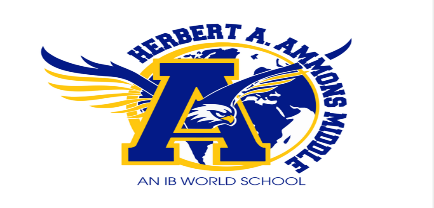 HERBERT A. AMMONS MIDDLE
A
AN IB WORLD SCHOOL